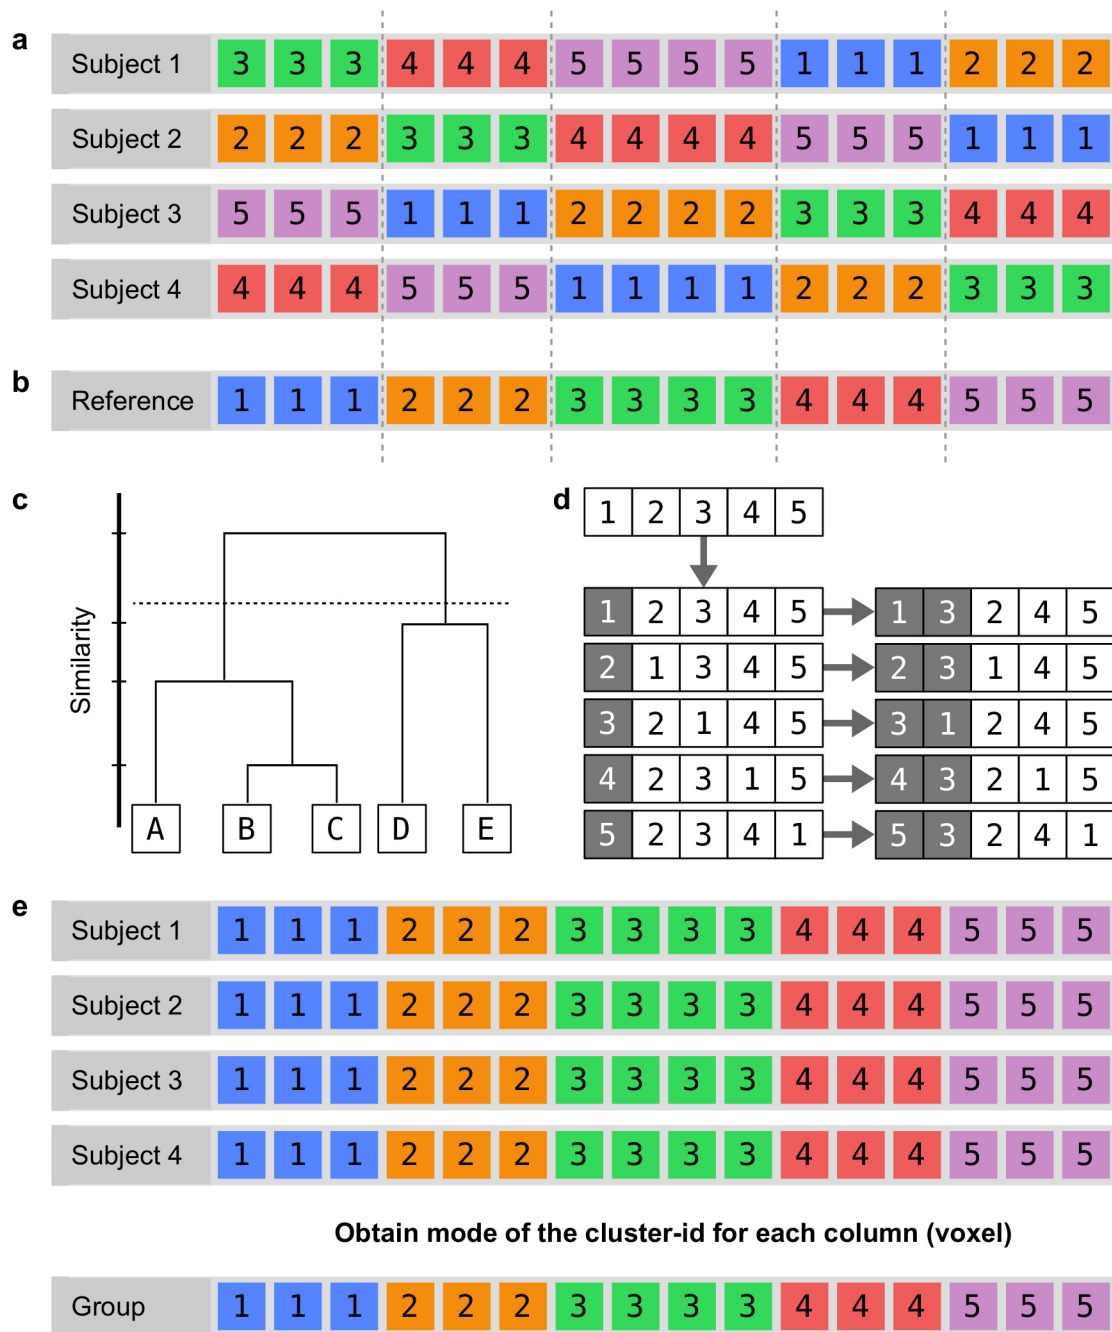 a
Subject 1 3 3 3 4 4 4 5 5 5 5 1 1 1 2 2 2
Subject 2 2 2 2 3 3 3 4 4 4 4 5 5 5 1 1 1
Subject 3 5 5 5 1 1 1 2 2 2 2 3 3 3 4 4 4
Subject 4 4 4 4 5 5 5 1 1 1 1 2 2 2 3 3 3
b
Reference 1 1 1 2 2 2 3 3 3 3 4 4 4 5 5 5
c
Similarity
A B C D E
d
1 2 3 4 5
1 2 3 4 5 1 3 2 4 5
2 1 3 4 5 2 3 1 4 5
3 2 1 4 5 3 1 2 4 5
4 2 3 1 5 4 3 2 1 5
5 2 3 4 1 5 3 2 4 1
e
Subject 1 1 1 1 2 2 2 3 3 3 3 4 4 4 5 5 5
Subject 2 1 1 1 2 2 2 3 3 3 3 4 4 4 5 5 5
Subject 3 1 1 1 2 2 2 3 3 3 3 4 4 4 5 5 5
Subject 4 1 1 1 2 2 2 3 3 3 3 4 4 4 5 5 5
Obtain mode of the cluster-id for each column (voxel)
Group 1 1 1 2 2 2 3 3 3 3 4 4 4 5 5 5